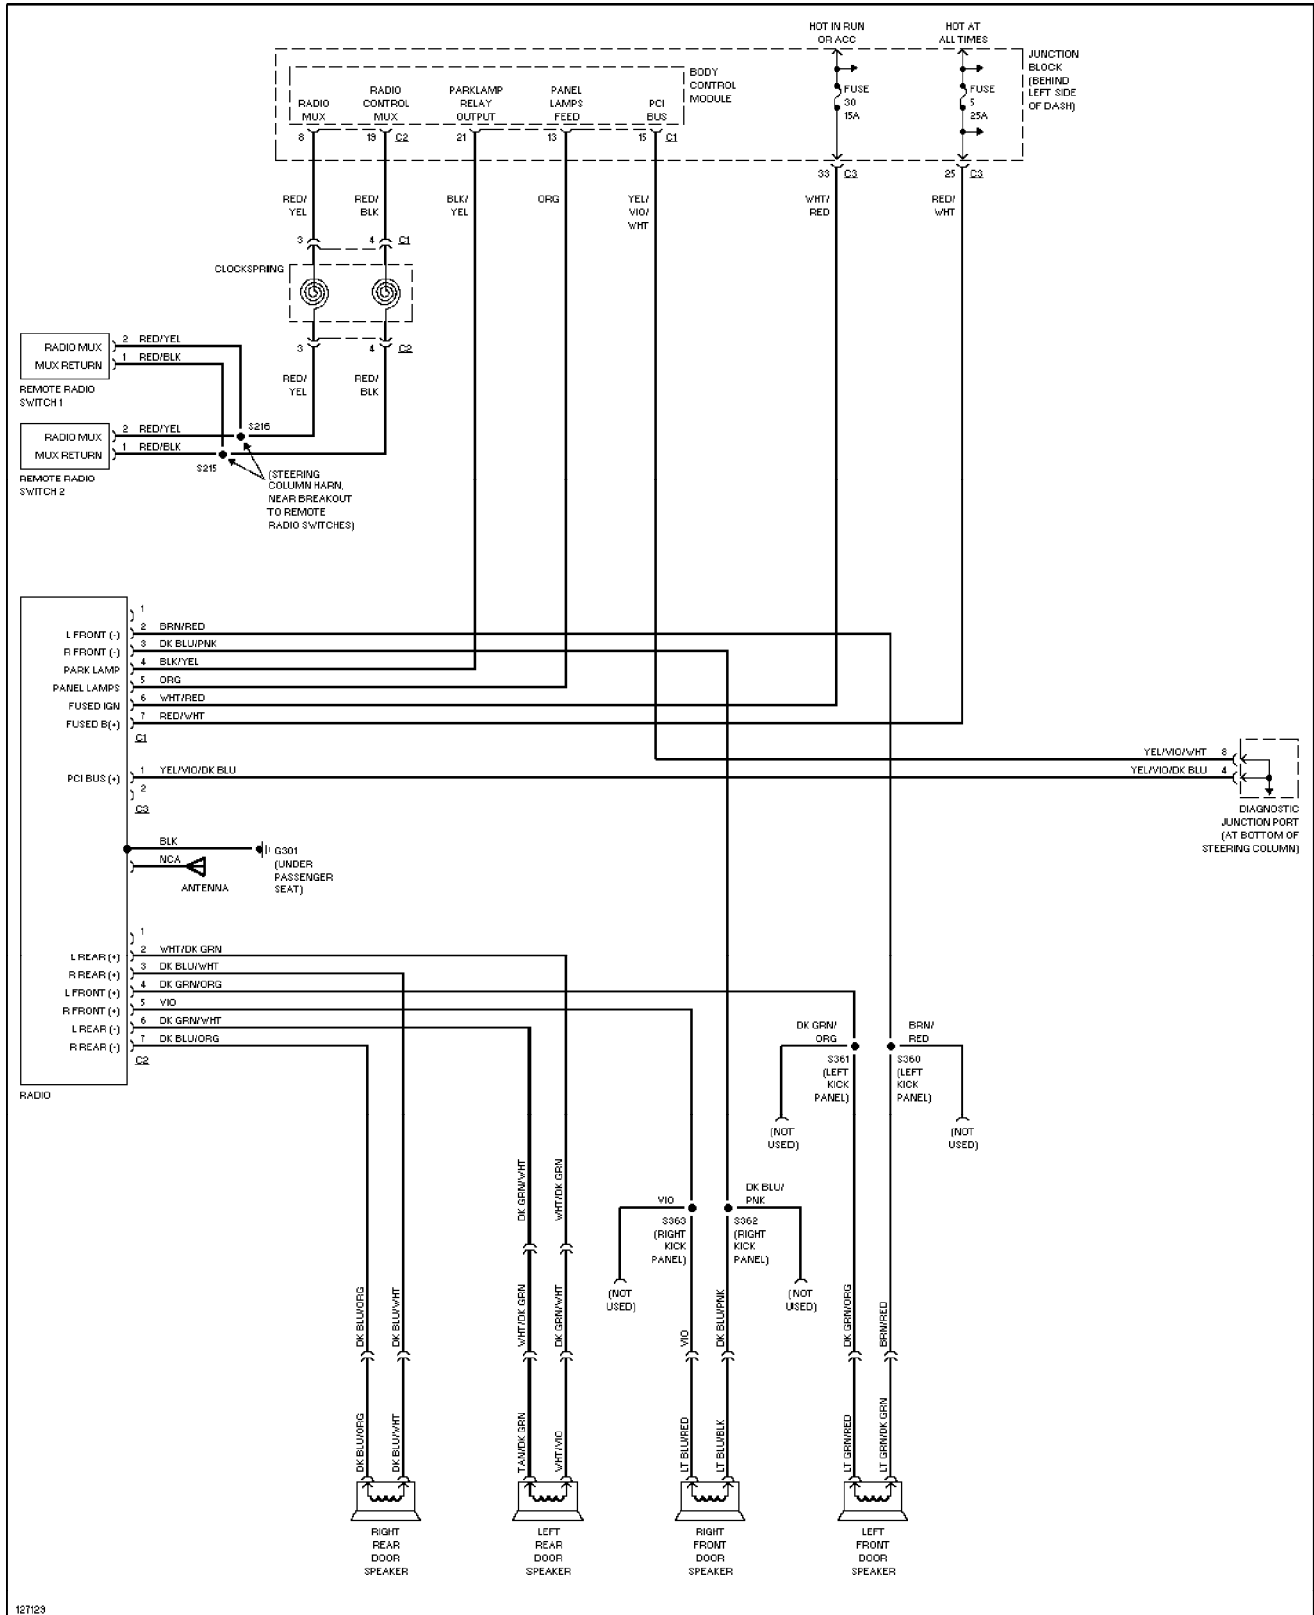 HOT IN RUN
OR ACC
HOT AT
ALL TIMES
JUNCTION
BLOCK
(BEHIND
LEFT SIDE
OF DASH)
BODY
CONTROL
MODULE
RADIO
MUX
RADIO
CONTROL
MUX
PARKLAMP
RELAY
OUTPUT
PANEL
LAMPS
FEED
PCI
BUS
FUSE
30
15A
FUSE
5
25A
8 19 C2 21 13 15 C1
33 C3 25 C3
RED/
YEL
RED/
BLK
BLK/
YEL
ORG
YEL/
VIO/
WHT
WHT/
RED
RED/
WHT
3 4 C1
CLOCKSPRING
3 4 C2
RED/
YEL
RED/
BLK
RADIO MUX 2 RED/YEL
MUX RETURN 1 RED/BLK
REMOTE RADIO
SWITCH 1
RADIO MUX 2 RED/YEL
MUX RETURN 1 RED/BLK
REMOTE RADIO
SWITCH 2
S216
S215
(STEERING
COLUMN HARN,
NEAR BREAKOUT
TO REMOTE
RADIO SWITCHES)
1
L FRONT (-) 2 BRN/RED
R FRONT (-) 3 DK BLU/PNK
PARK LAMP 4 BLK/YEL
PANEL LAMPS 5 ORG
FUSED IGN 6 WHT/RED
FUSED B(+) 7 RED/WHT
C1
PCI BUS (+) 1 YEL/VIO/DK BLU
2
C3
YEL/VIO/WHT 8
YEL/VIO/DK BLU 4
DIAGNOSTIC
JUNCTION PORT
(AT BOTTOM OF
STEERING COLUMN)
BLK
G301
(UNDER
PASSENGER
SEAT)
NCA
ANTENNA
1
L REAR (+) 2 WHT/DK GRN
R REAR (+) 3 DK BLU/WHT
L FRONT (+) 4 DK GRN/ORG
R FRONT (+) 5 VIO
L REAR (-) 6 DK GRN/WHT
R REAR (-) 7 DK BLU/ORG
C2
RADIO
DK GRN/
ORG
S361
(LEFT
KICK
PANEL)
BRN/
RED
S360
(LEFT
KICK
PANEL)
(NOT
USED)
(NOT
USED)
VIO
S363
(RIGHT
KICK
PANEL)
DK BLU/
PNK
S362
(RIGHT
KICK
PANEL)
(NOT
USED)
(NOT
USED)
DK GRN/WHT
WHT/DK GRN
DK BLU/ORG
DK BLU/WHT
WHT/DK GRN
DK GRN/WHT
VIO
DK BLU/PNK
DK GRN/ORG
BRN/RED
DK BLU/ORG
DK BLU/WHT
TAN/DK GRN
WHT/VIO
LT BLU/RED
LT BLU/BLK
LT GRN/RED
LT GRN/DK GRN
RIGHT
REAR
DOOR
SPEAKER
LEFT
REAR
DOOR
SPEAKER
RIGHT
FRONT
DOOR
SPEAKER
LEFT
FRONT
DOOR
SPEAKER
127123